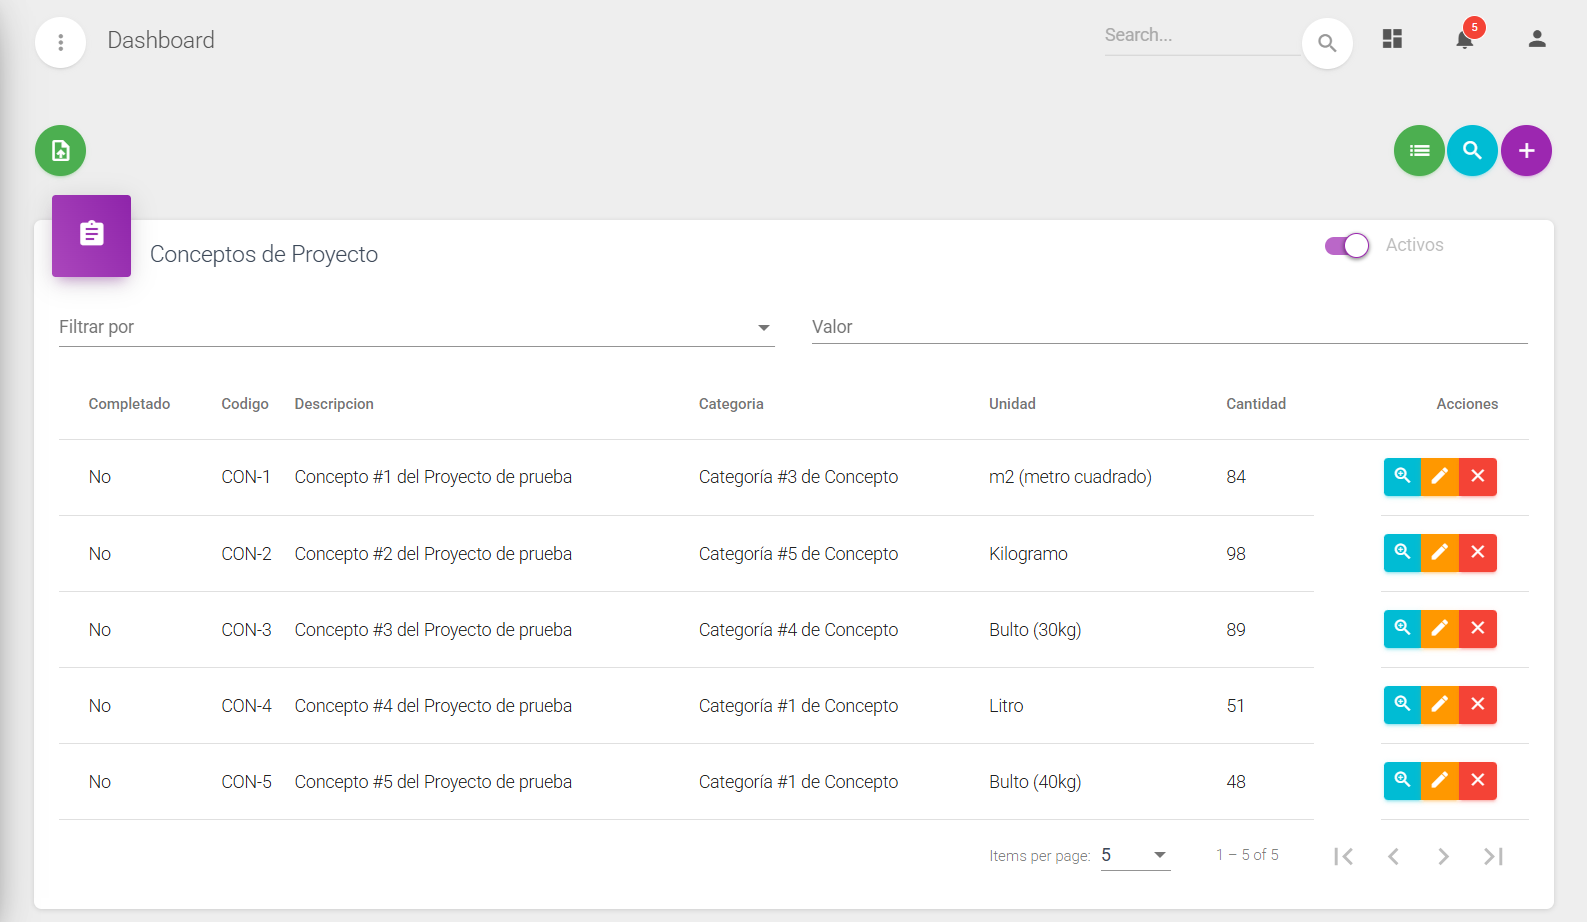 Dashboard
Search...
5
Conceptos de Proyecto
Activos
Filtrar por
Valor
Completado Codigo Descripcion Categoria Unidad Cantidad Acciones
No CON-1 Concepto #1 del Proyecto de prueba Categoría #3 de Concepto m2 (metro cuadrado) 84
No CON-2 Concepto #2 del Proyecto de prueba Categoría #5 de Concepto Kilogramo 98
No CON-3 Concepto #3 del Proyecto de prueba Categoría #4 de Concepto Bulto (30kg) 89
No CON-4 Concepto #4 del Proyecto de prueba Categoría #1 de Concepto Litro 51
No CON-5 Concepto #5 del Proyecto de prueba Categoría #1 de Concepto Bulto (40kg) 48
Items per page: 5 1 – 5 of 5